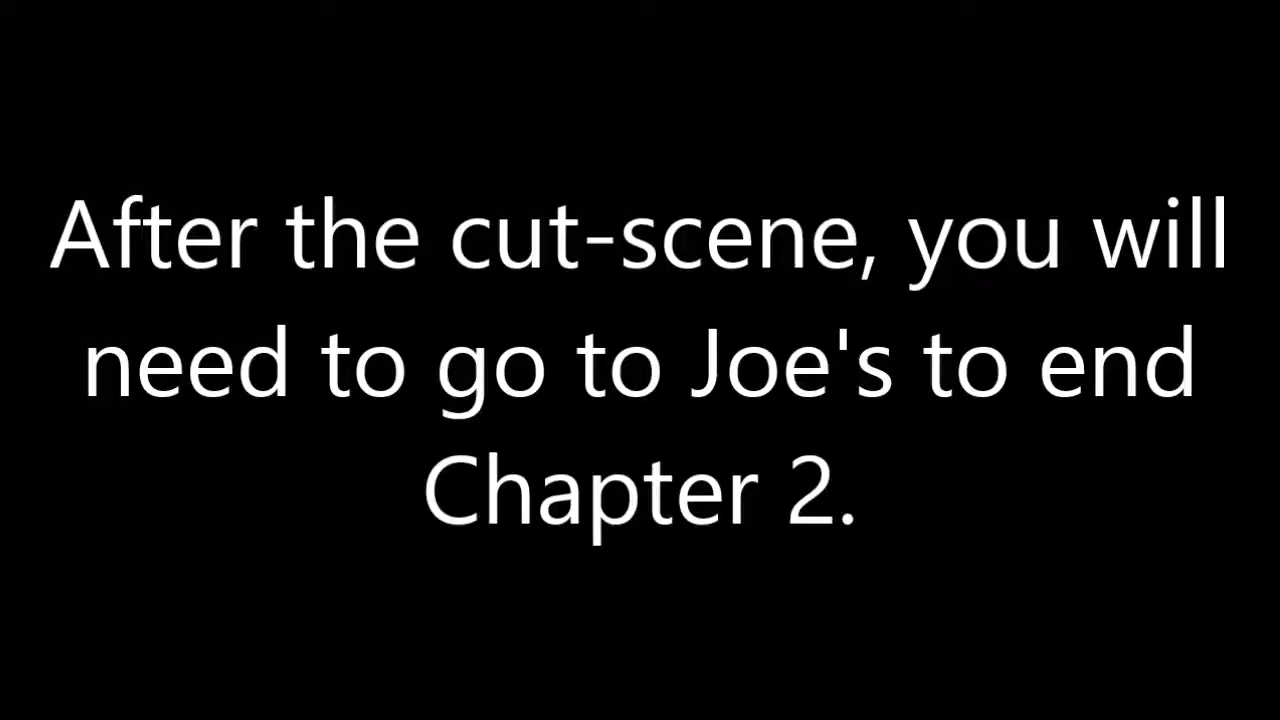 After the cut-scene, you will
need to go to Joe's to end
Chapter 2.